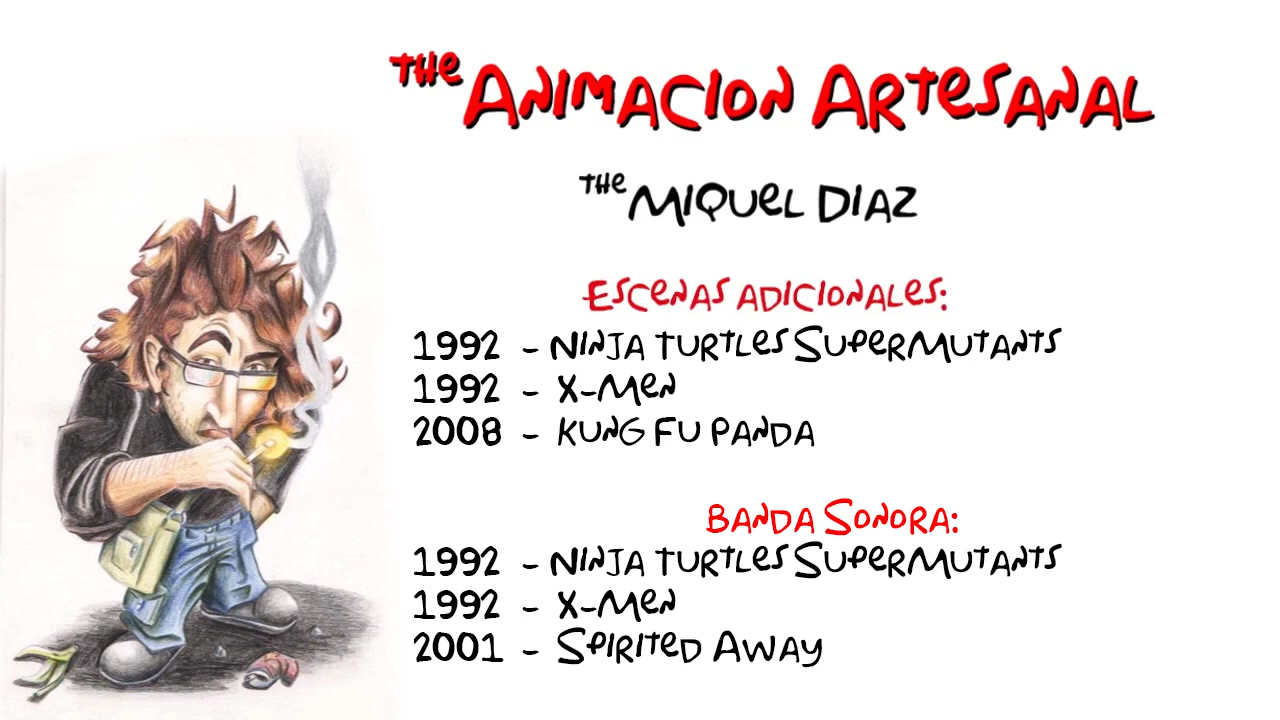 THE ANIMACION ARTESANAL
THE MIQUEL DIAZ
ESCENAS ADICIONALES:
1992 - NINJA TURTLES SUPERMUTANTS
1992 - X-MEN
2008 - KUNG FU PANDA
BANDA SONORA:
1992 - NINJA TURTLES SUPERMUTANTS
1992 - X-MEN
2001 - SPIRITED AWAY